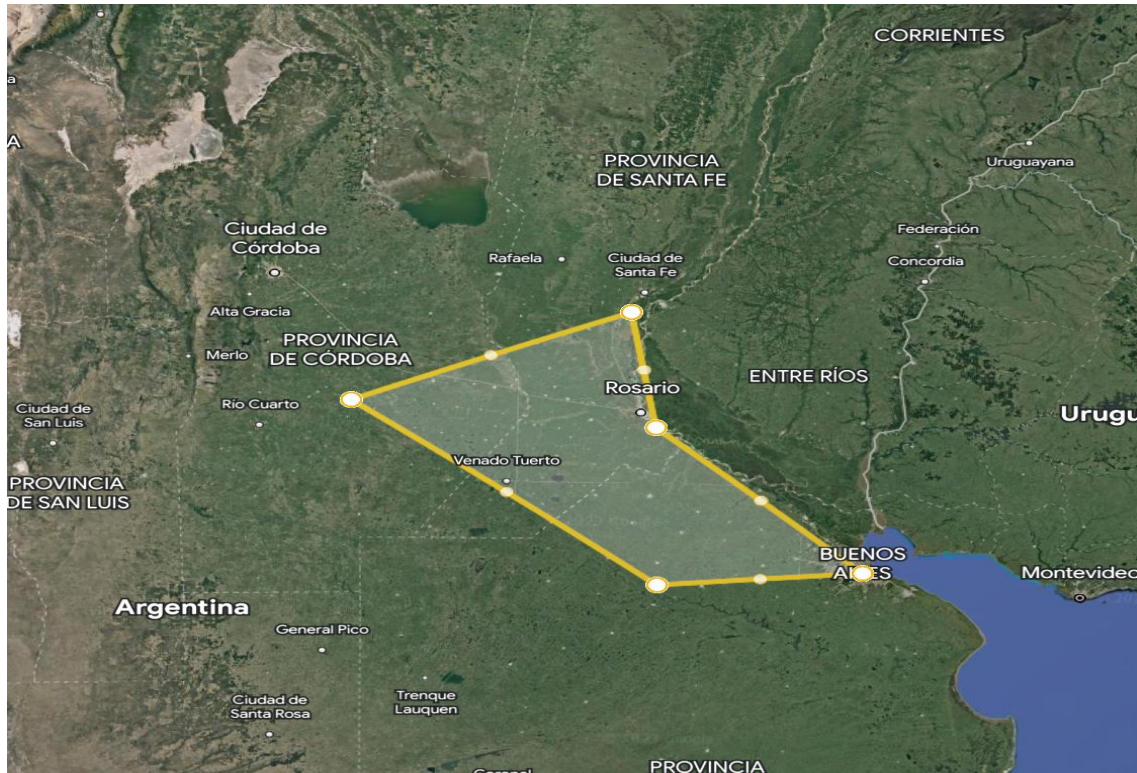 CORRIENTES
a
A
PROVINCIA
DE SANTA FE
Uruguayana
Ciudad de
Córdoba
Federación
Rafaela
Ciudad de
Santa Fe
Concordia
Alta Gracia
PROVINCIA
DE CÓRDOBA
Merlo
ENTRE RÍOS
Rosario
Ciudad de
San Luis
Río Cuarto
Urugu
Venado Tuerto
PROVINCIA
DE SAN LUIS
BUENOS
AIRES
Montevideo
Argentina
General Pico
Ciudad de
Santa Rosa
Trenque
Lauquen
Coronel
PROVINCIA